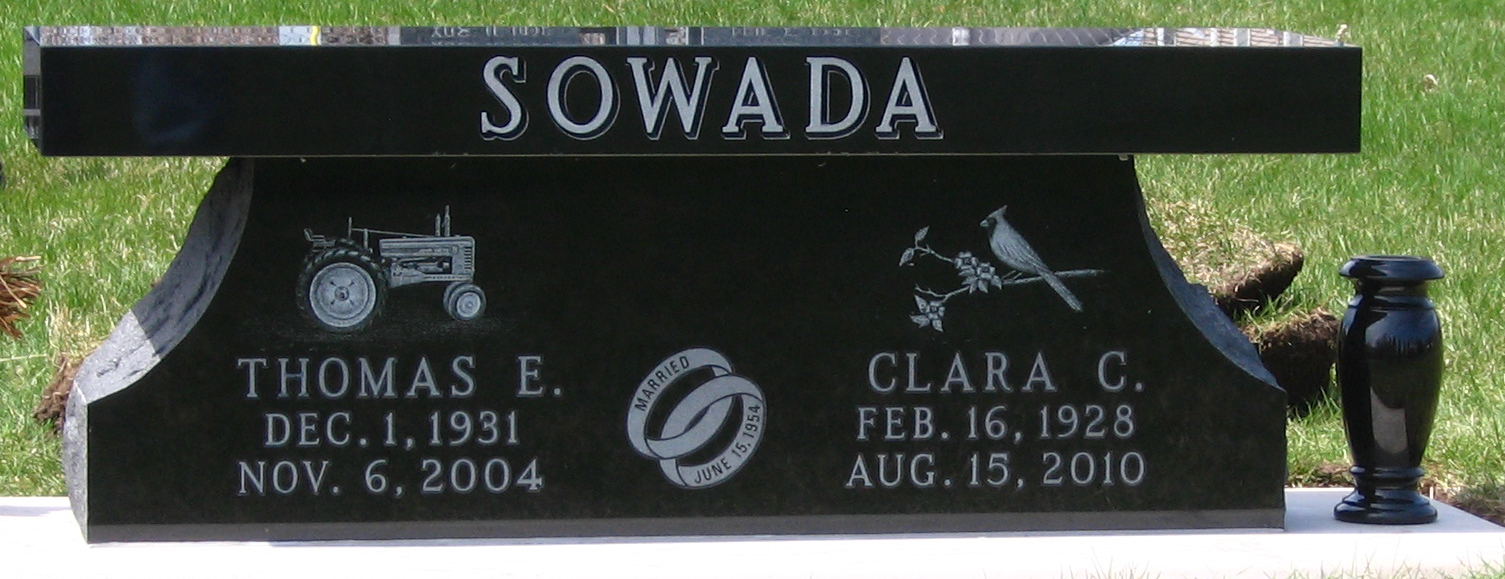 SOWADA
THOMAS E.
DEC. 1, 1931
NOV. 6, 2004
MARRIED
JUNE 15, 1954
CLARA C.
FEB. 16, 1928
AUG. 15, 2010